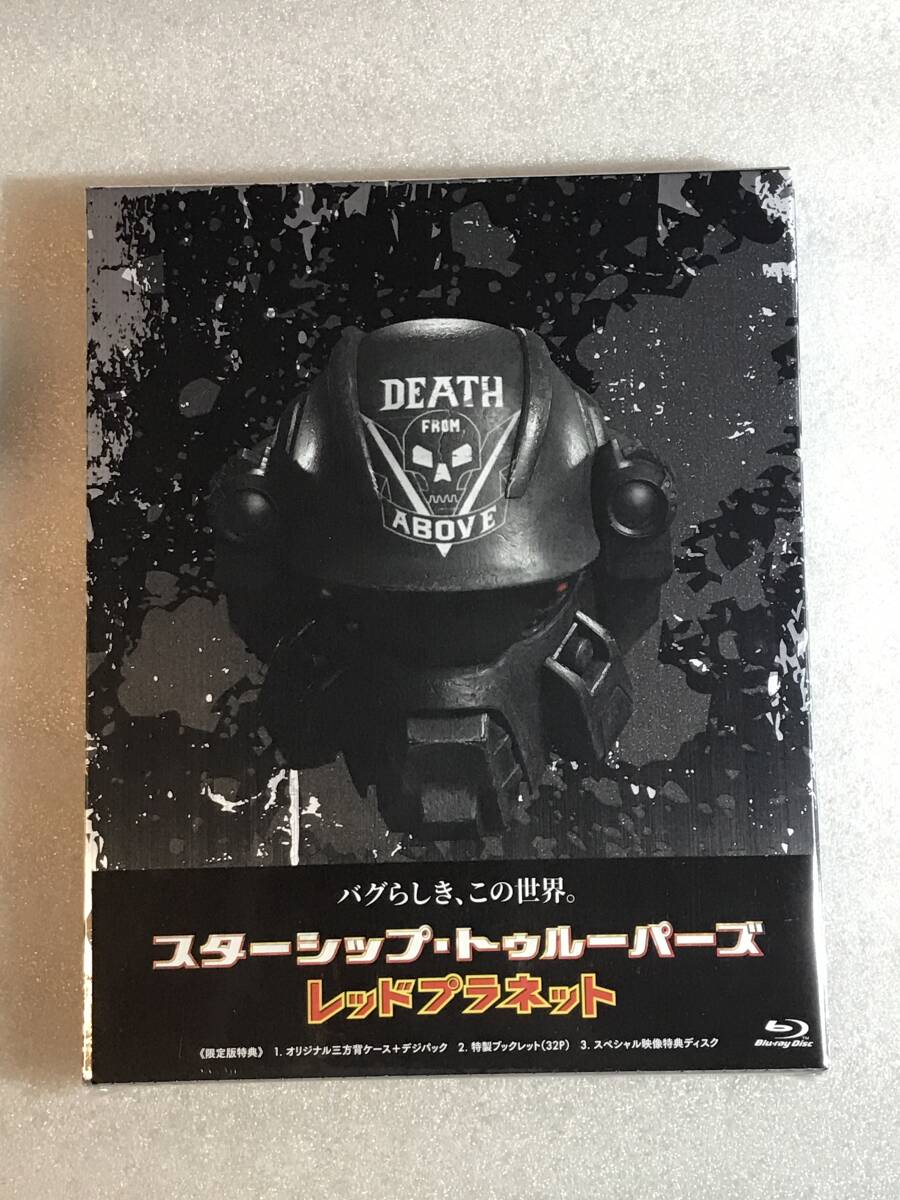 DEATH
FROM
ABOVE
バグらしき、この世界。
スターシップ・トゥルーパーズ
レッドプラネット
《限定版特典》 1. オリジナル三方背ケース+デジパック 2. 特製ブックレット(32P) 3. スペシャル映像特典ディスク
Blu-ray Disc™